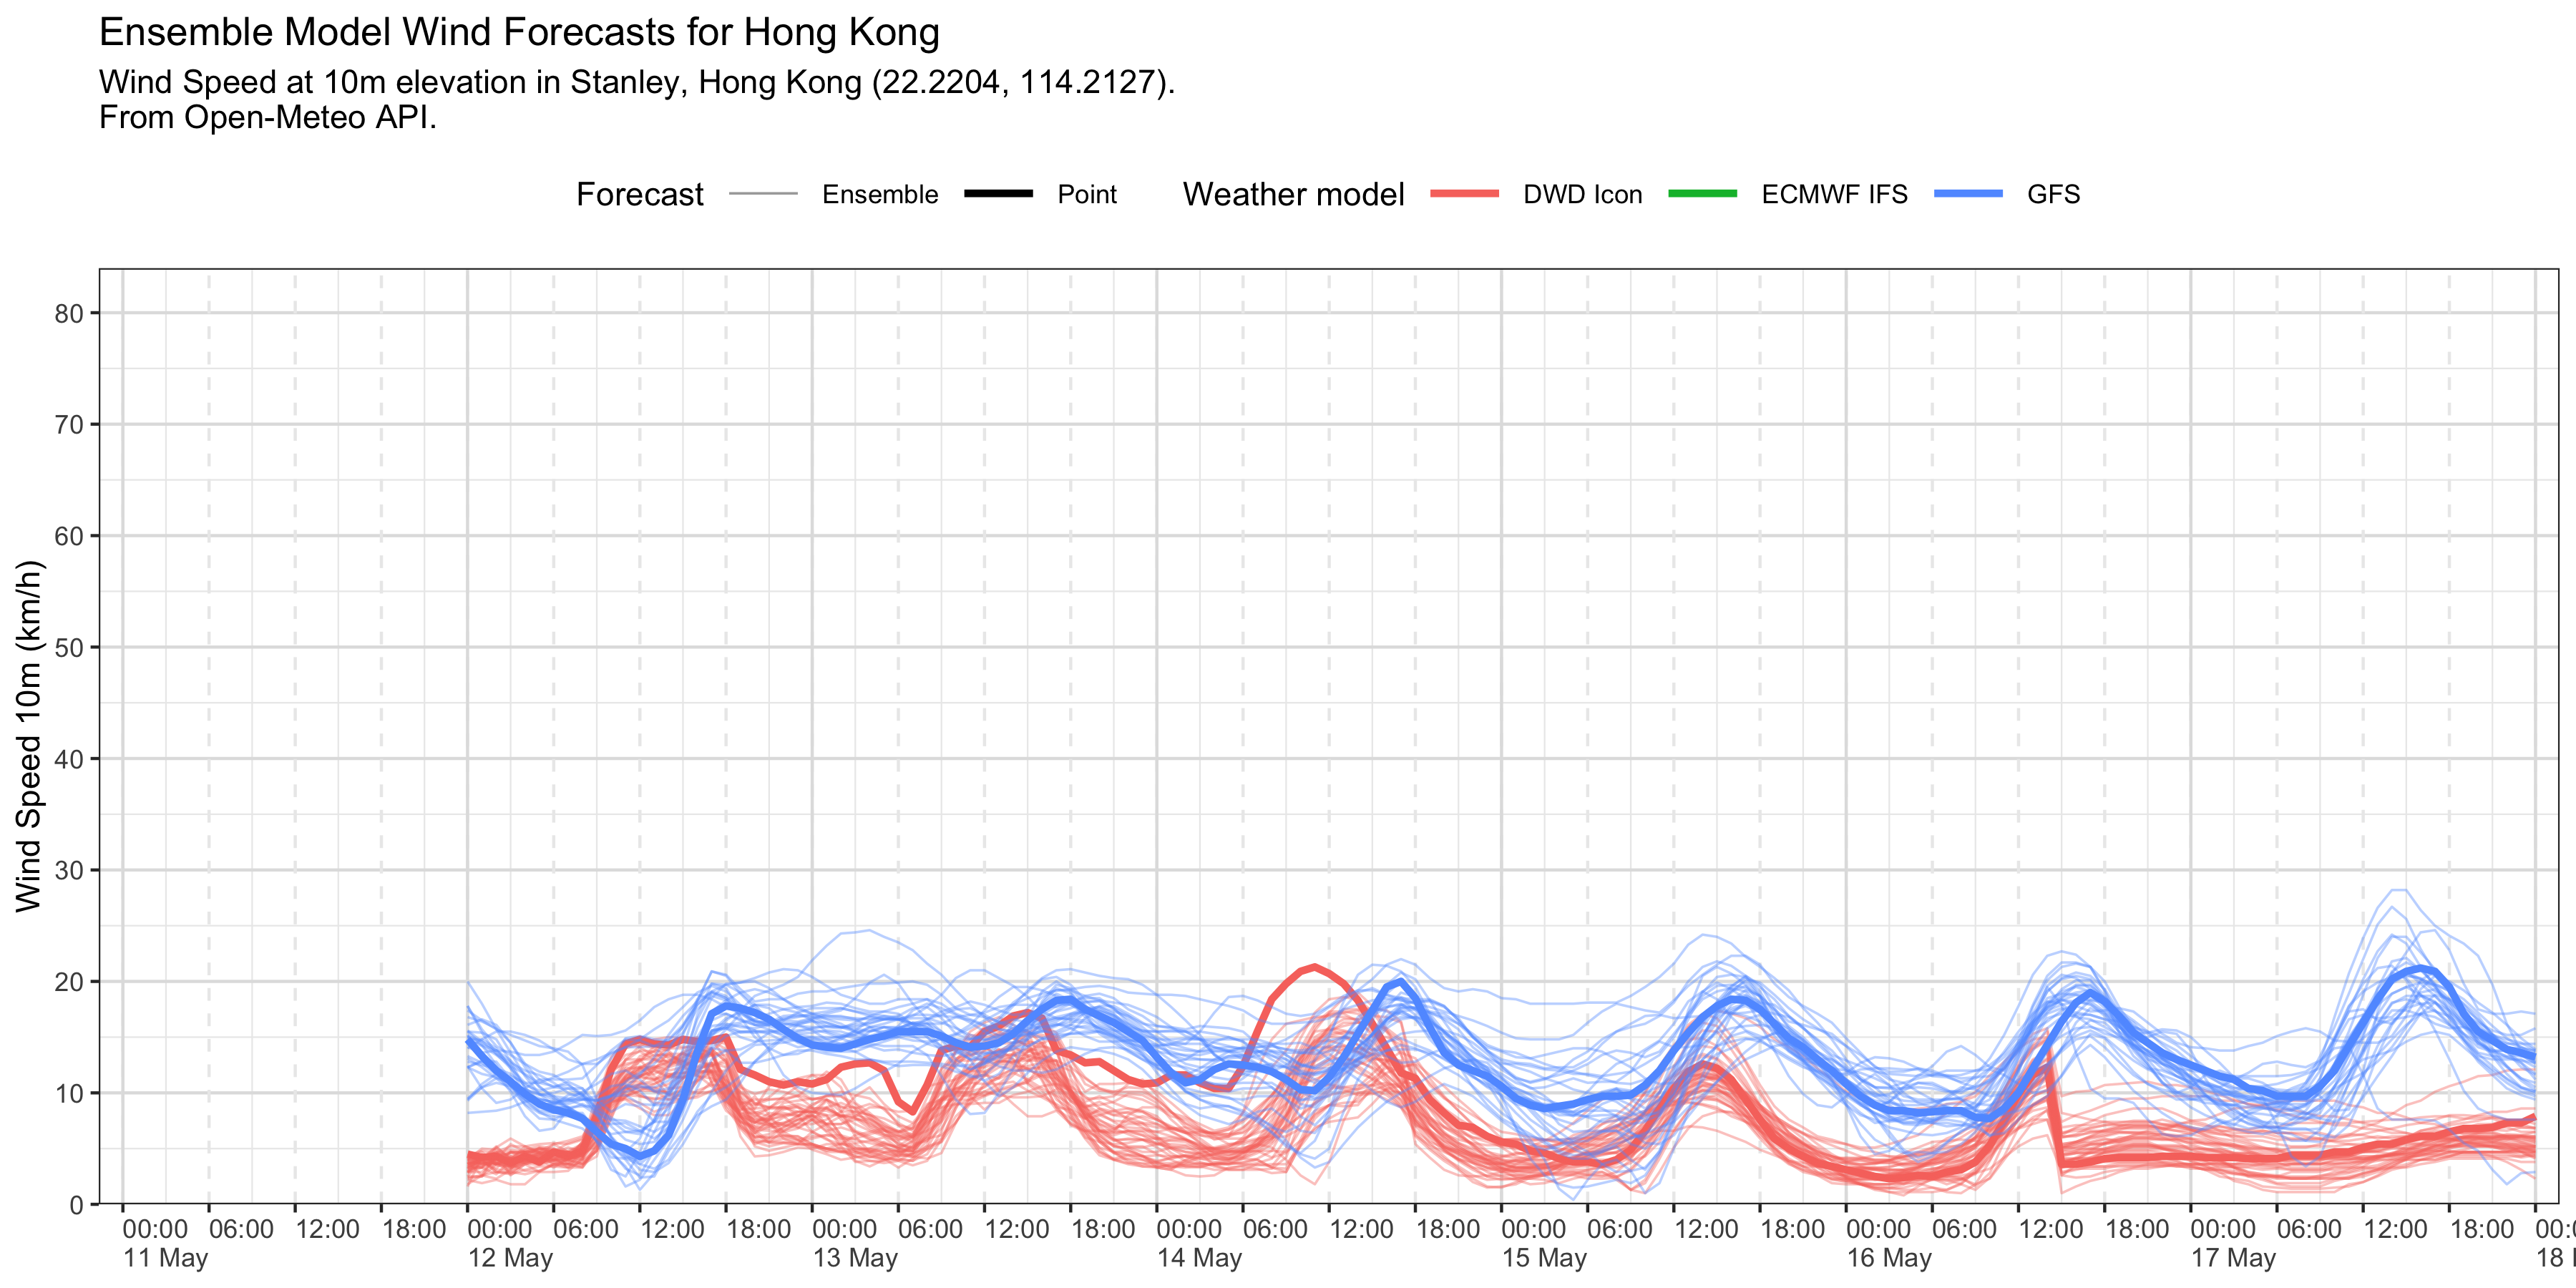 Ensemble Model Wind Forecasts for Hong Kong
Wind Speed at 10m elevation in Stanley, Hong Kong (22.2204, 114.2127).
From Open-Meteo API.
Forecast Ensemble Point Weather model DWD Icon ECMWF IFS GFS
Wind Speed 10m (km/h)
80
70
60
50
40
30
20
10
0
00:00 06:00 12:00 18:00 00:00 06:00 12:00 18:00 00:00 06:00 12:00 18:00 00:00 06:00 12:00 18:00 00:00 06:00 12:00 18:00 00:00 06:00 12:00 18:00 00:00 06:00 12:00 18:00 00:
11 May 12 May 13 May 14 May 15 May 16 May 17 May 18